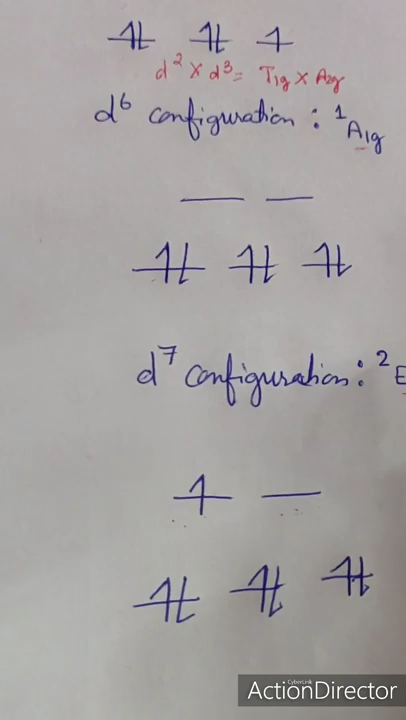 d² × d³ = T₁g × A₂g
d⁶ configuration : ¹A₁g
d⁷ configuration : ²E
CyberLink
ActionDirector